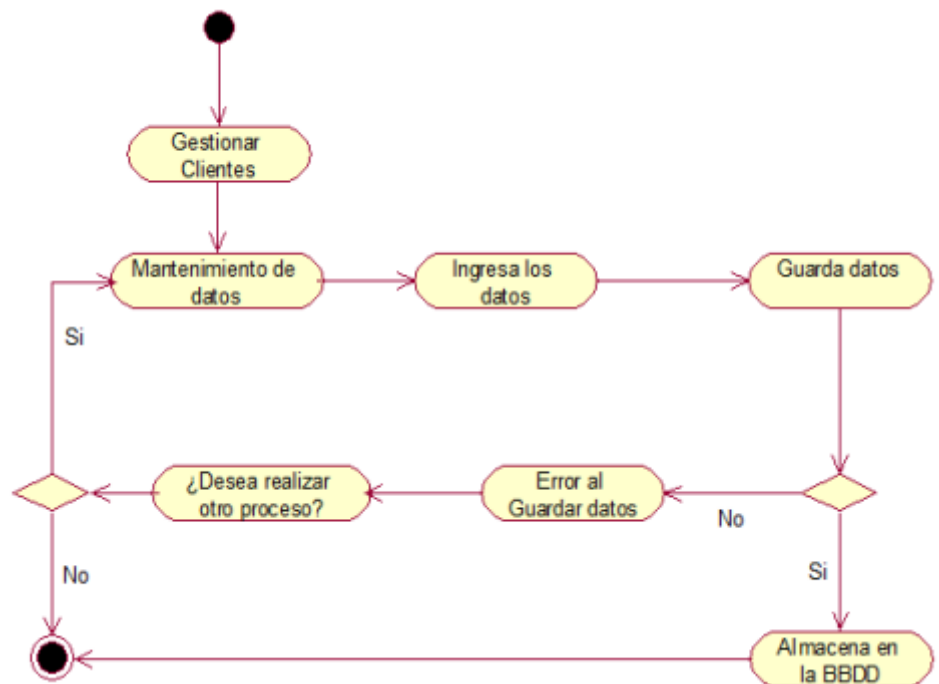 Gestionar
Clientes
Mantenimiento de
datos
Ingresa los
datos
Guarda datos
Si
¿Desea realizar
otro proceso?
Error al
Guardar datos
No
No
Si
Almacena en
la BBDD